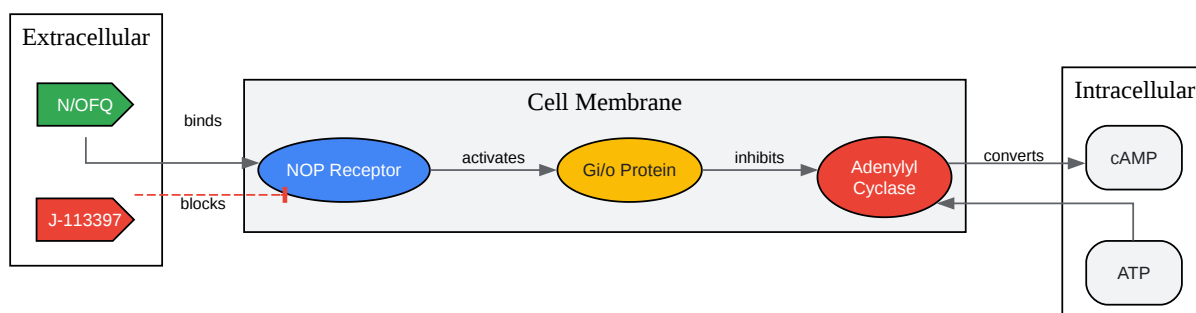 Extracellular
N/OFQ
J-113397
binds
blocks
Cell Membrane
NOP Receptor
activates
Gi/o Protein
inhibits
Adenylyl
Cyclase
converts
Intracellular
cAMP
ATP